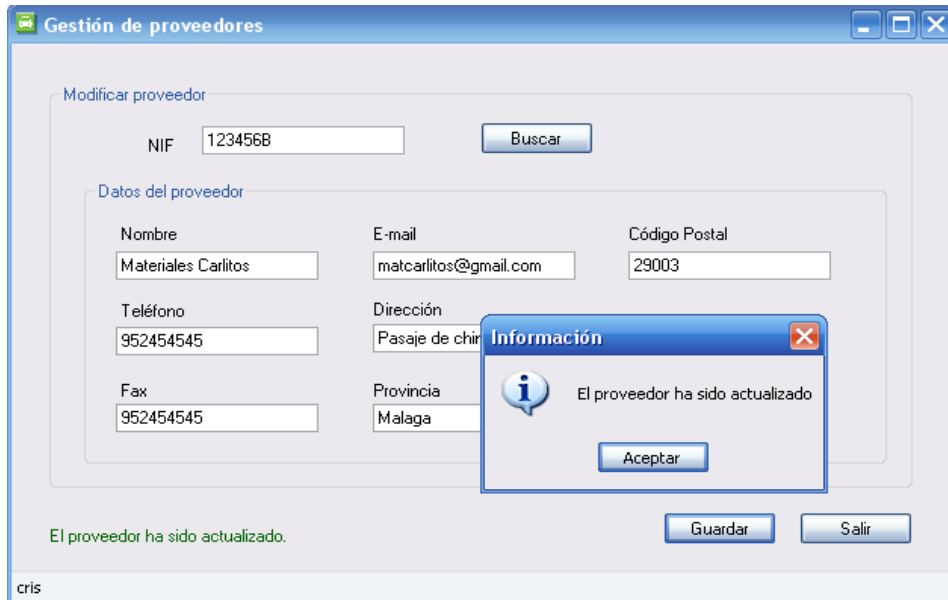 Gestión de proveedores
Modificar proveedor
NIF 123456B Buscar
Datos del proveedor
Nombre E-mail Código Postal
Materiales Carlitos matcarlitos@gmail.com 29003
Teléfono Dirección
952454545 Pasaje de
Información
El proveedor ha sido actualizado
Aceptar
Fax Provincia
952454545 Malaga
El proveedor ha sido actualizado. Guardar Salir
cris